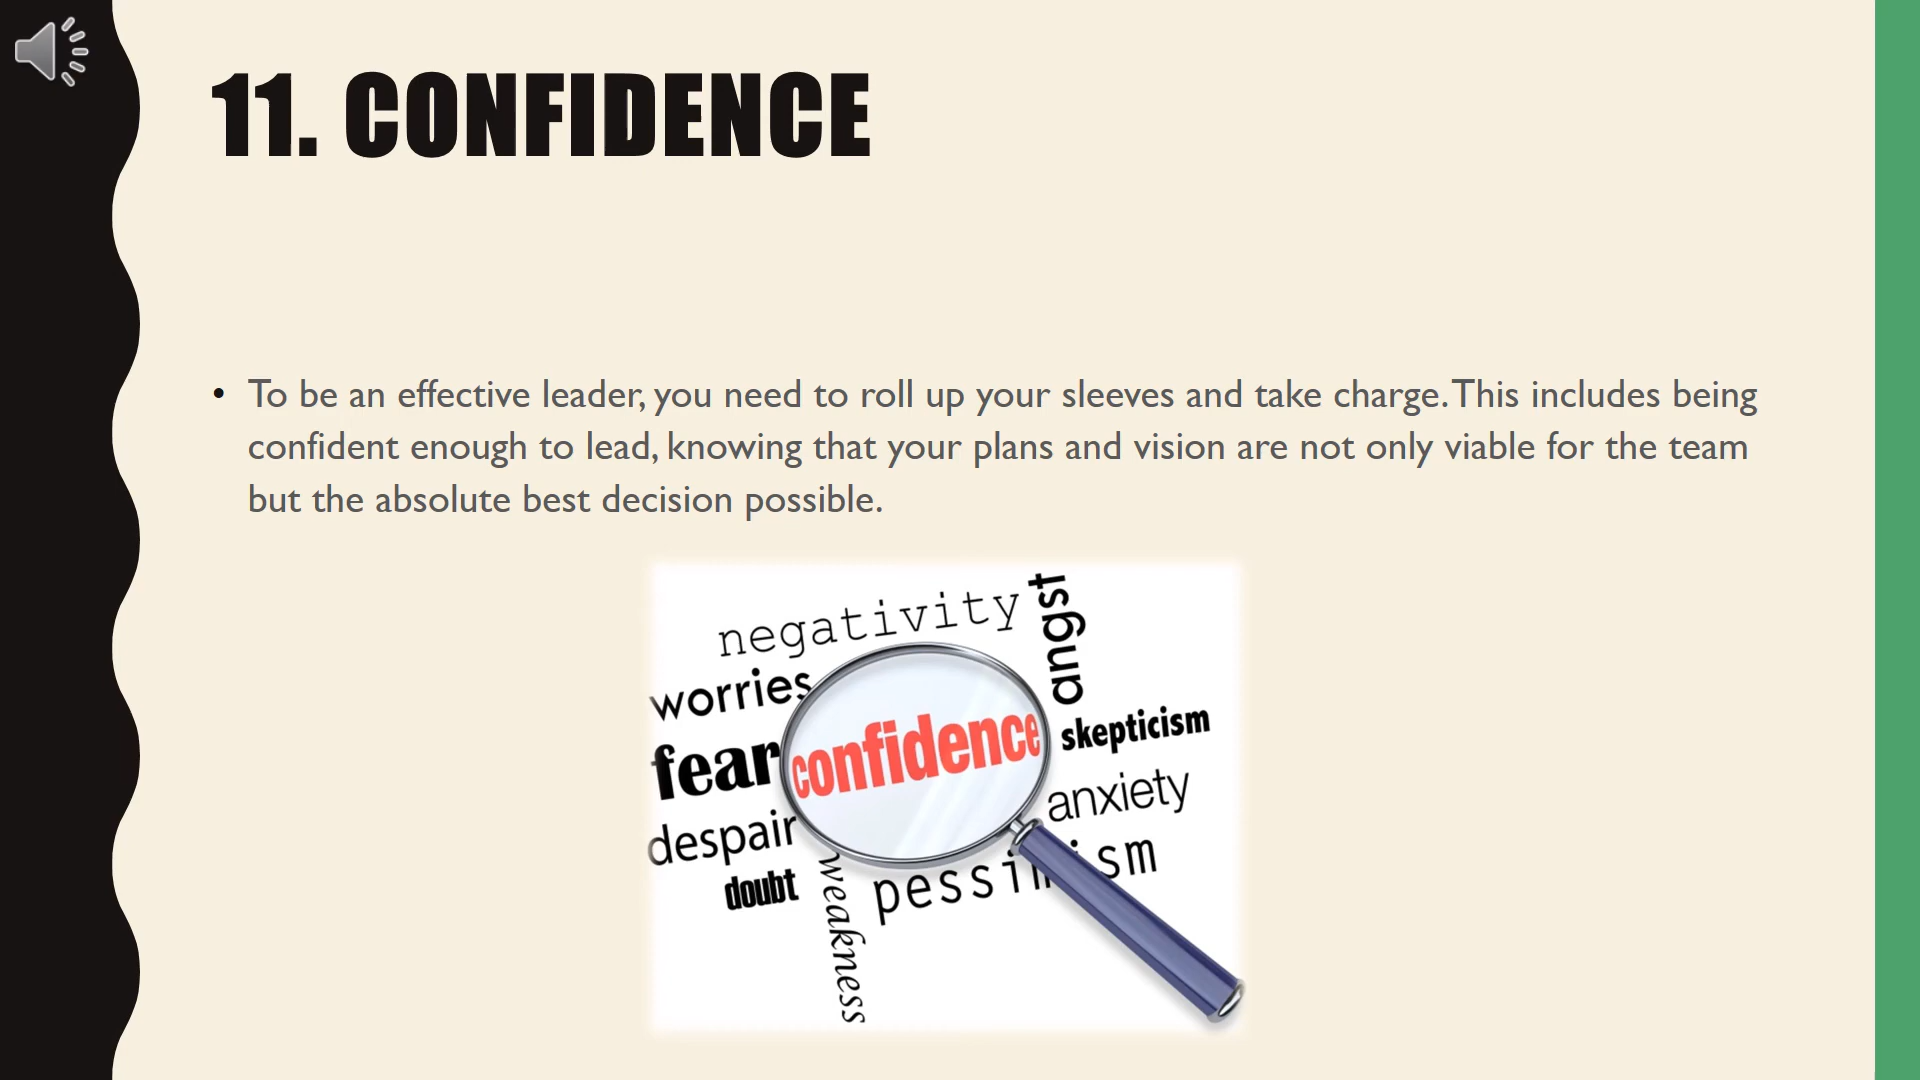 11. CONFIDENCE
• To be an effective leader, you need to roll up your sleeves and take charge. This includes being
confident enough to lead, knowing that your plans and vision are not only viable for the team
but the absolute best decision possible.
negativity
angst
worries
confidence
skepticism
fear
anxiety
despair
pessimism
doubt
weakness